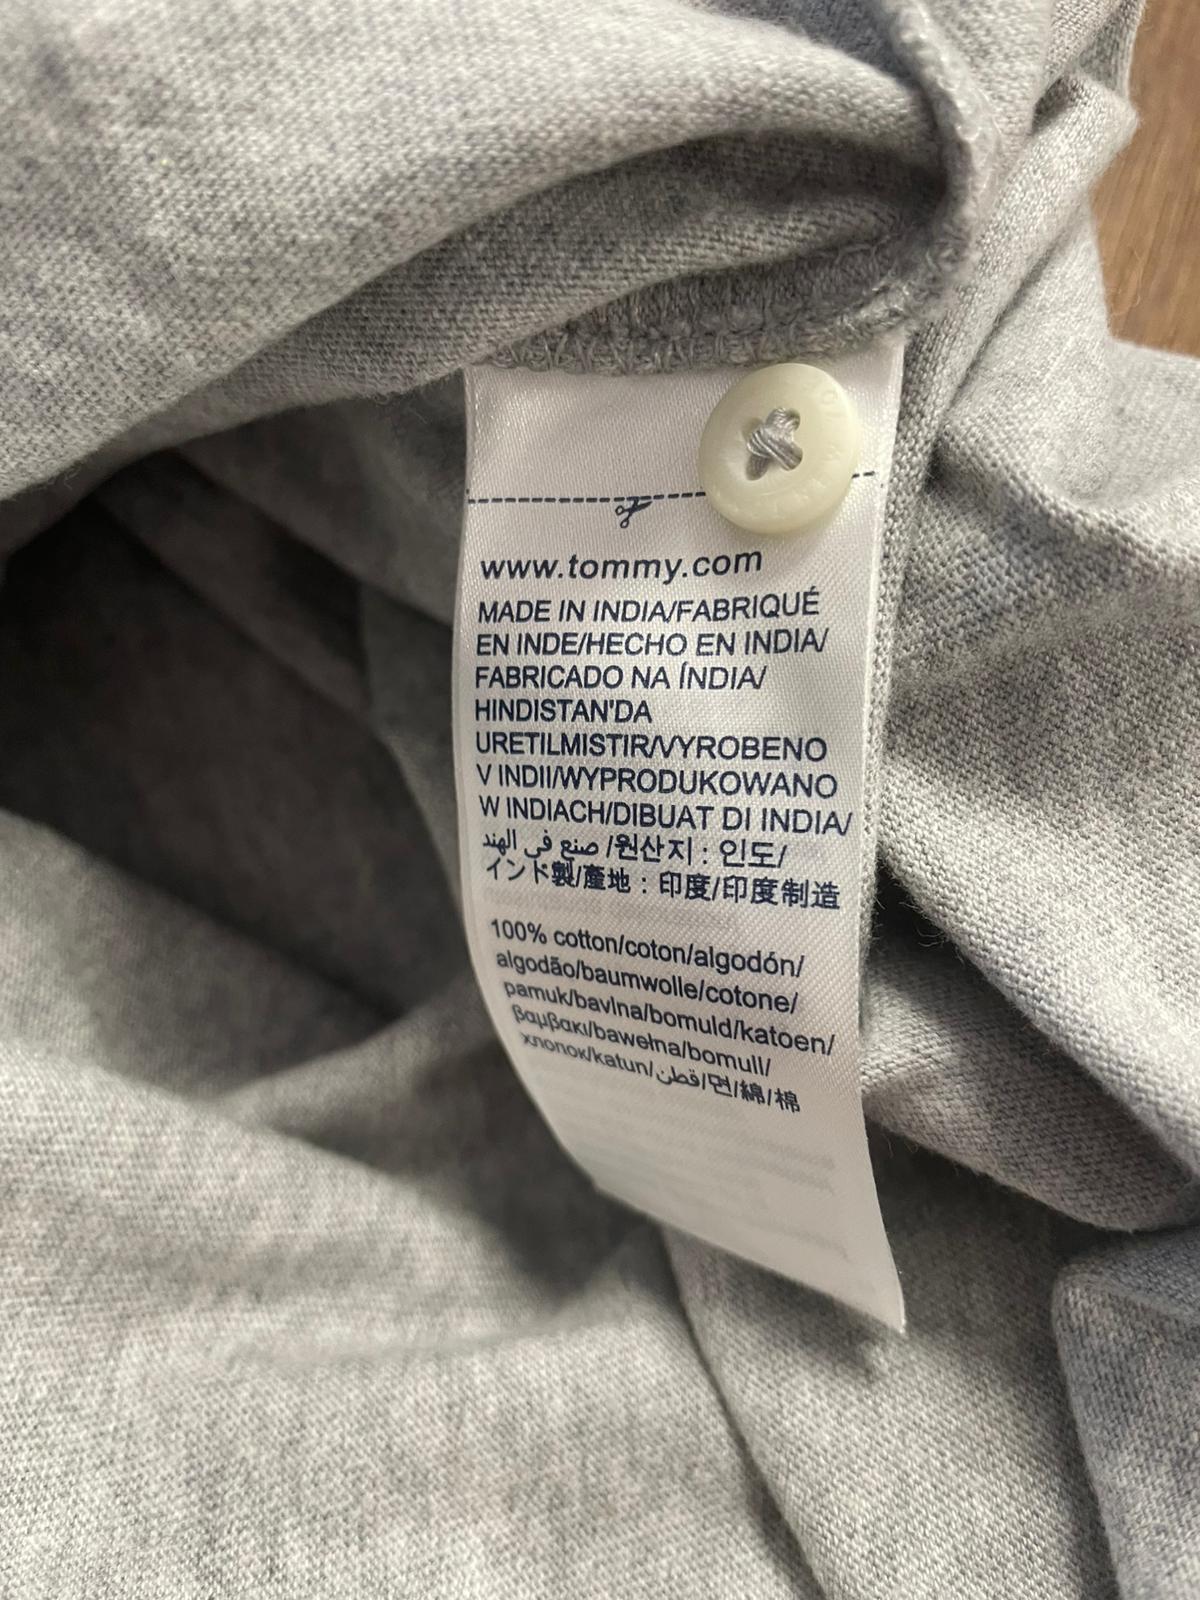 www.tommy.com
MADE IN INDIA/FABRIQUÉ
EN INDE/HECHO EN INDIA/
FABRICADO NA ÍNDIA/
HINDISTAN'DA
URETILMISTIR/VYROBENO
V INDII/WYPRODUKOWANO
W INDIACH/DIBUAT DI INDIA/
صنع في الهند /원산지 : 인도/
インド製/產地 : 印度/印度制造
100% cotton/coton/algodón/
algodão/baumwolle/cotone/
pamuk/bavlna/bomuld/katoen/
βαμβακι/bawełna/bomull/
хлопок/katun/قطن/면/綿/棉